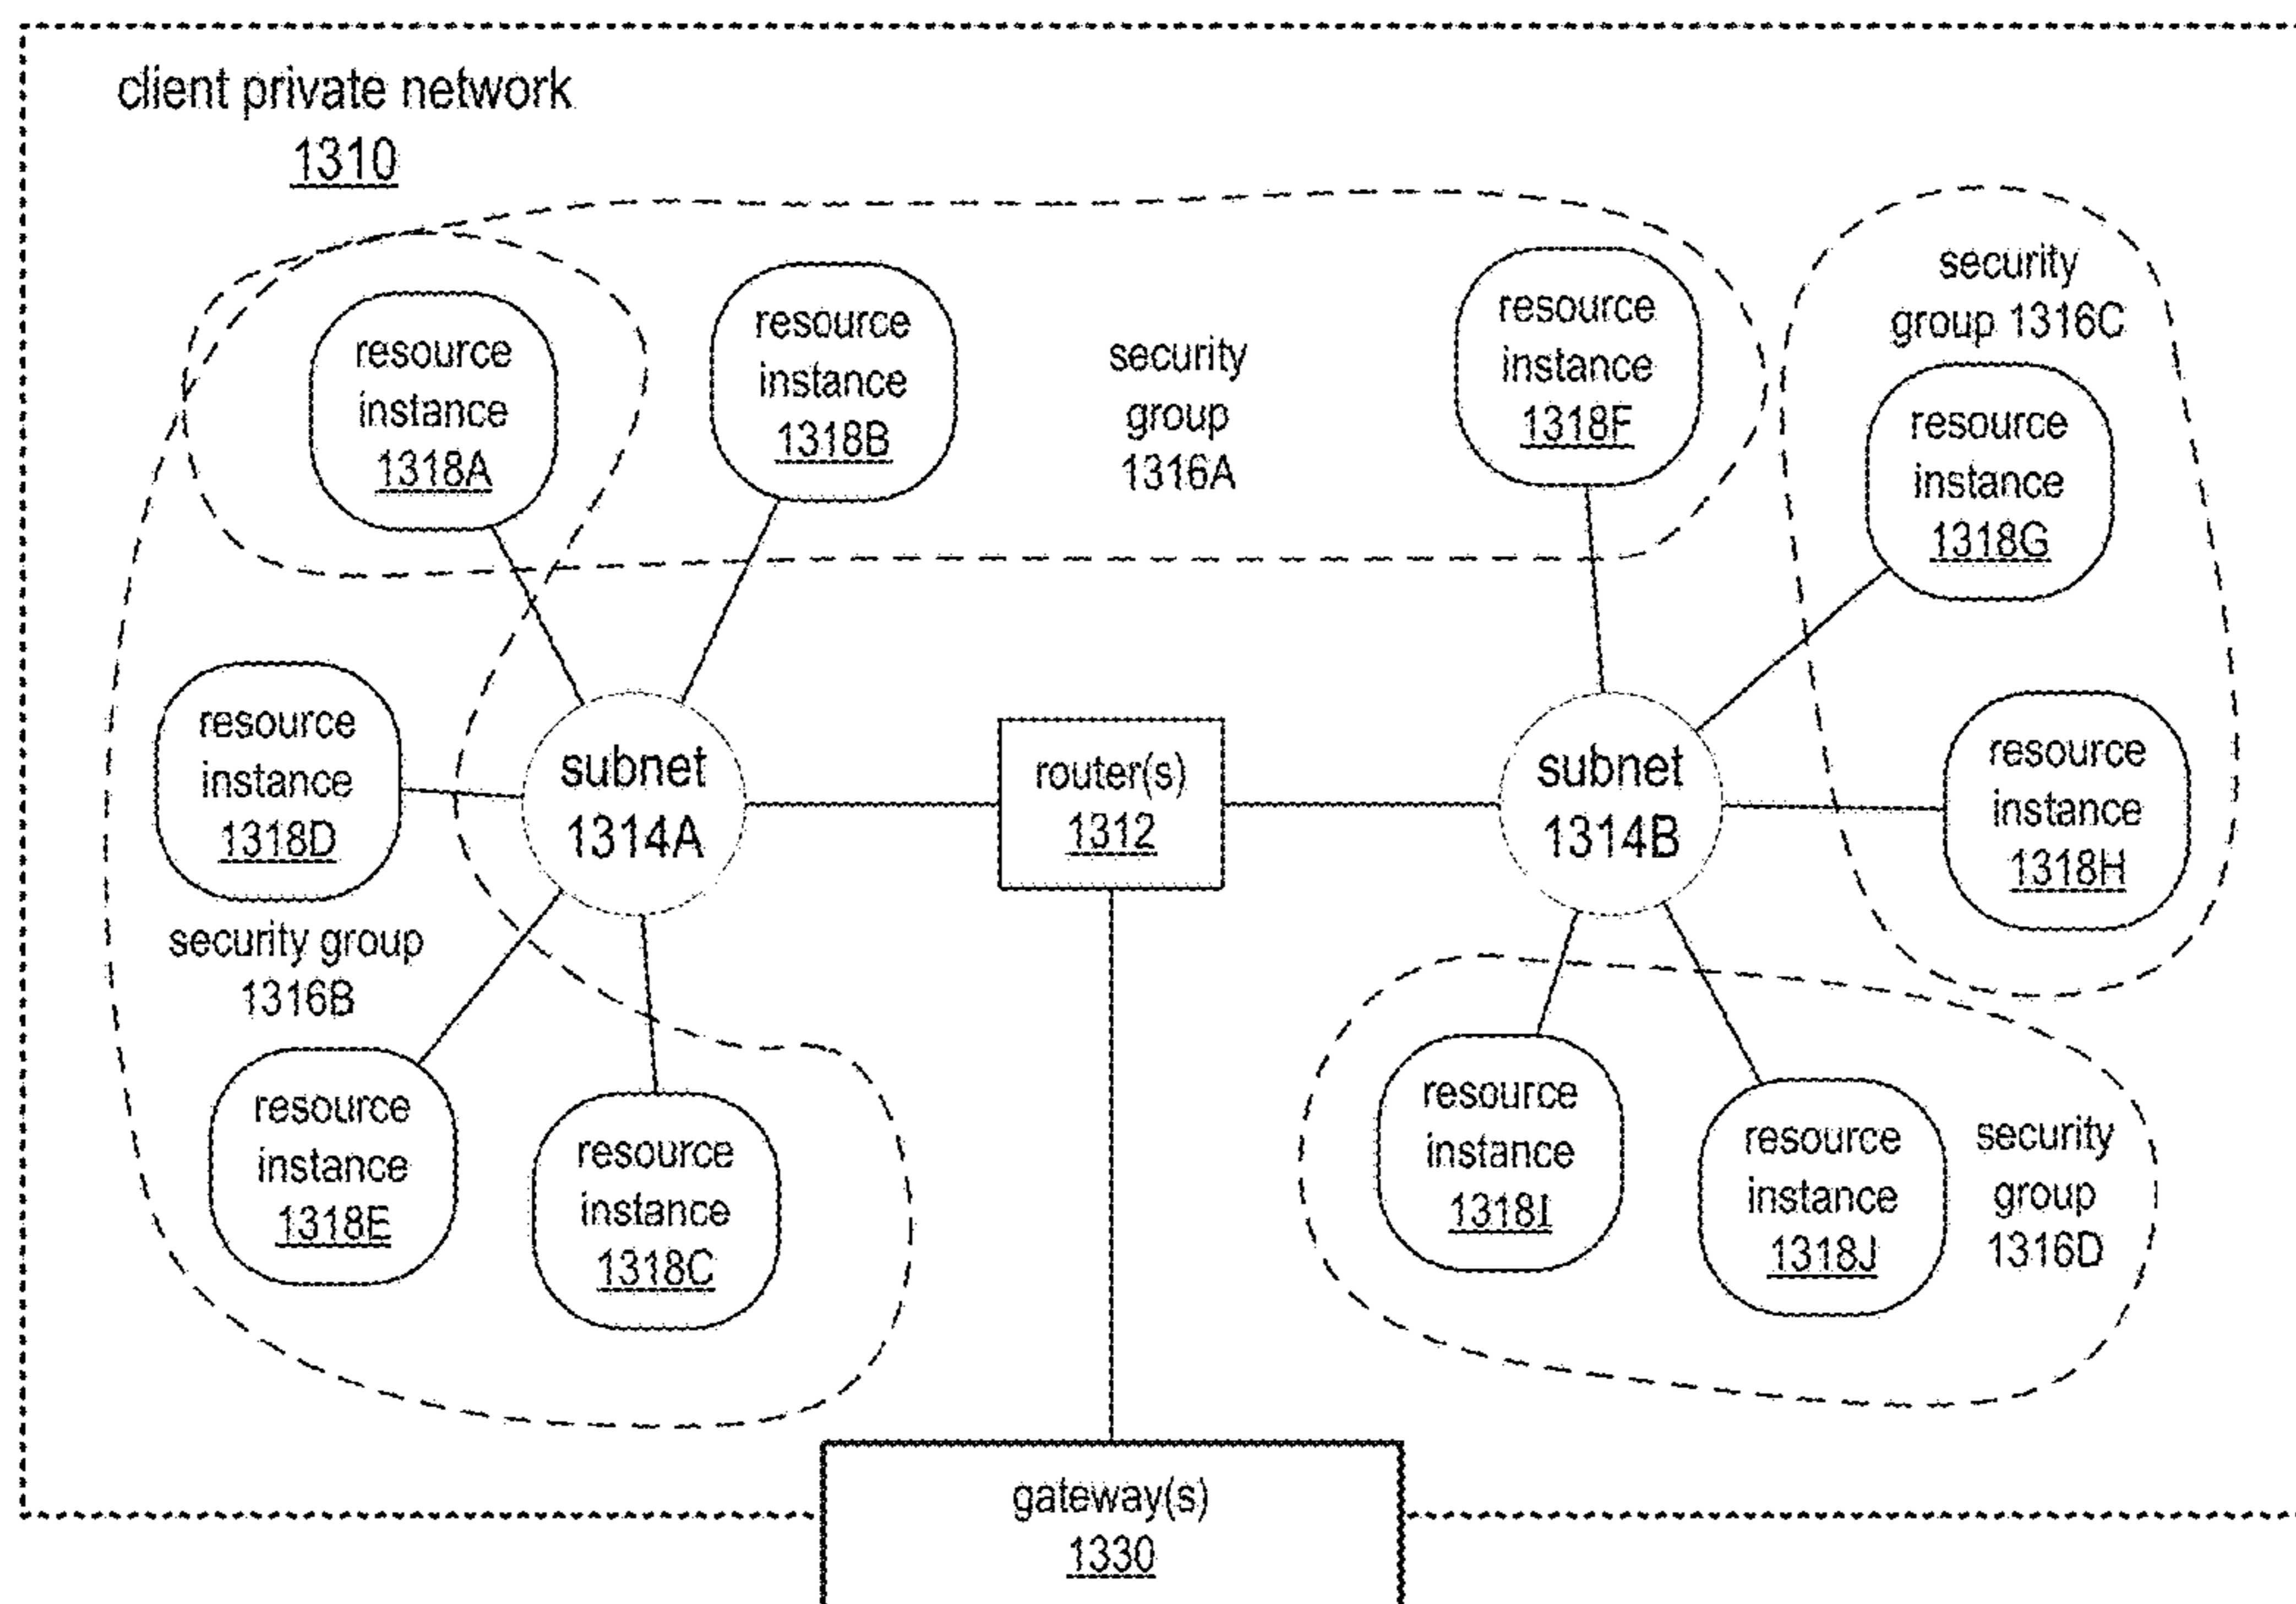 client private network
1310
resource
instance
1318A
resource
instance
1318B
security
group
1316A
resource
instance
1318F
security
group 1316C
resource
instance
1318G
resource
instance
1318D
subnet
1314A
router(s)
1312
subnet
1314B
resource
instance
1318H
security group
1316B
resource
instance
1318E
resource
instance
1318C
resource
instance
1318I
resource
instance
1318J
security
group
1316D
gateway(s)
1330